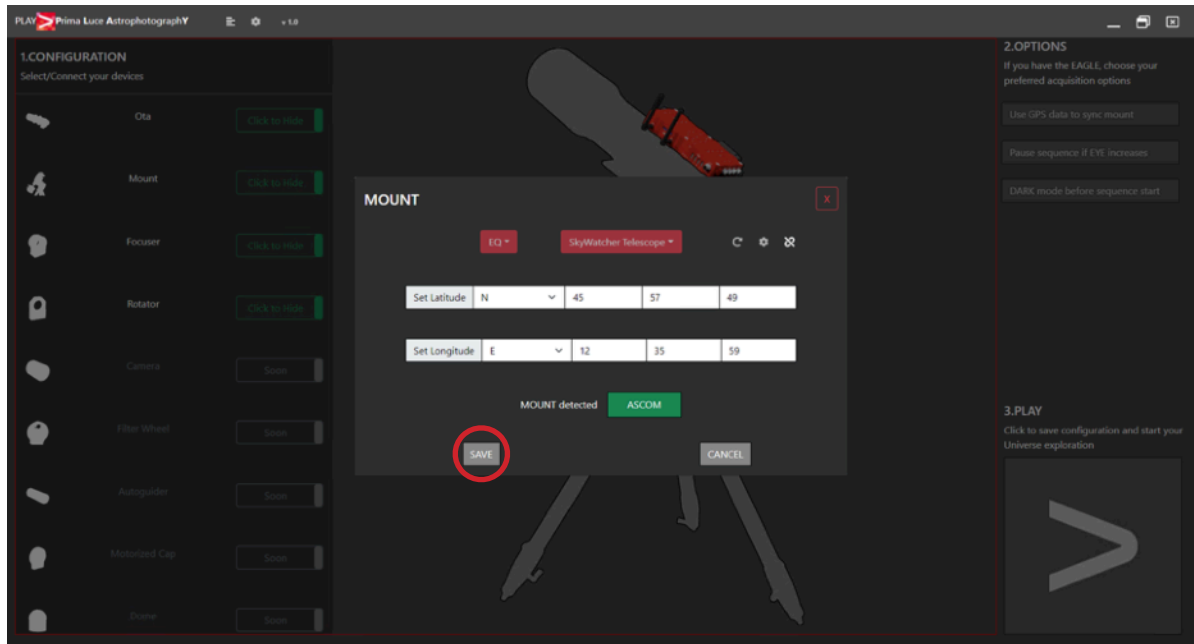 PLAY Prima Luce AstrophotographY v 1.0
1.CONFIGURATION
Select/Connect your devices
Ota Click to Hide
Mount Click to Hide
Focuser Click to Hide
Rotator Click to Hide
Camera Soon
Filter Wheel Soon
Autoguider Soon
Motorized Cap Soon
Dome Soon
MOUNT X
EQ SkyWatcher Telescope
Set Latitude N 45 57 49
Set Longitude E 12 35 59
MOUNT detected ASCOM
SAVE CANCEL
2.OPTIONS
If you have the EAGLE, choose your
preferred acquisition options
Use GPS data to sync mount
Pause sequence if EYE increases
DARK mode before sequence start
3.PLAY
Click to save configuration and start your
Universe exploration